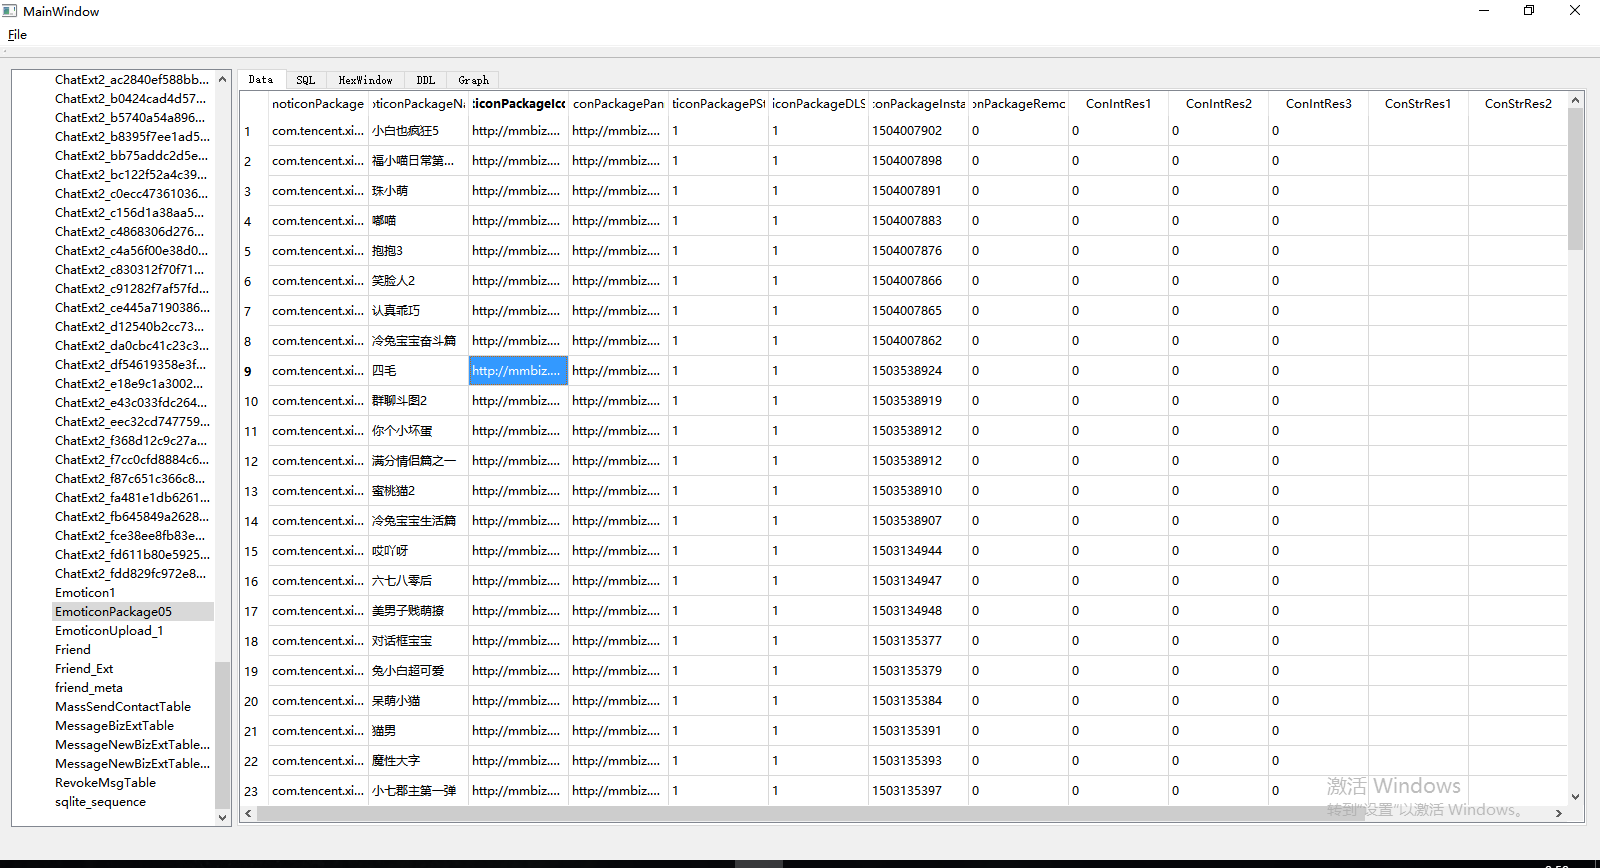 MainWindow
File
ChatExt2_ac2840ef588bb...
ChatExt2_b0424cad4d57...
ChatExt2_b5740a54a896...
ChatExt2_b8395f7ee1ad5...
ChatExt2_bb75addc2d5e...
ChatExt2_bc122f52a4c39...
ChatExt2_c0ecc47361036...
ChatExt2_c156d1a38aa5...
ChatExt2_c4868306d276...
ChatExt2_c4a56f00e38d0...
ChatExt2_c830312f70f71...
ChatExt2_c91282f7af57fd...
ChatExt2_ce445a7190386...
ChatExt2_d12540b2cc73...
ChatExt2_da0cbc41c23c3...
ChatExt2_df54619358e3f...
ChatExt2_e18e9c1a3002...
ChatExt2_e43c033fdc264...
ChatExt2_eec32cd747759...
ChatExt2_f368d12c9c27a...
ChatExt2_f7cc0cfd8884c6...
ChatExt2_f87c651c366c8...
ChatExt2_fa481e1db6261...
ChatExt2_fb645849a2628...
ChatExt2_fce38ee8fb83e...
ChatExt2_fd611b80e5925...
ChatExt2_fdd829fc972e8...
Emoticon1
EmoticonPackage05
EmoticonUpload_1
Friend
Friend_Ext
friend_meta
MassSendContactTable
MessageBizExtTable
MessageNewBizExtTable...
MessageNewBizExtTable...
RevokeMsgTable
sqlite_sequence
Data SQL HexWindow DDL Graph
noticonPackage oticonPackageNa ticonPackageIco conPackagePan ticonPackagePSt iconPackageDLS conPackageInsta onPackageRemc ConIntRes1 ConIntRes2 ConIntRes3 ConStrRes1 ConStrRes2
1 com.tencent.xi... 小白也疯狂5 http://mmbiz.... http://mmbiz.... 1 1 1504007902 0 0 0 0
2 com.tencent.xi... 福小喵日常第... http://mmbiz.... http://mmbiz.... 1 1 1504007898 0 0 0 0
3 com.tencent.xi... 珠小萌 http://mmbiz.... http://mmbiz.... 1 1 1504007891 0 0 0 0
4 com.tencent.xi... 嘟喵 http://mmbiz.... http://mmbiz.... 1 1 1504007883 0 0 0 0
5 com.tencent.xi... 抱抱3 http://mmbiz.... http://mmbiz.... 1 1 1504007876 0 0 0 0
6 com.tencent.xi... 笑脸人2 http://mmbiz.... http://mmbiz.... 1 1 1504007866 0 0 0 0
7 com.tencent.xi... 认真乖巧 http://mmbiz.... http://mmbiz.... 1 1 1504007865 0 0 0 0
8 com.tencent.xi... 冷兔宝宝奋斗篇 http://mmbiz.... http://mmbiz.... 1 1 1504007862 0 0 0 0
9 com.tencent.xi... 四毛 http://mmbiz.... http://mmbiz.... 1 1 1503538924 0 0 0 0
10 com.tencent.xi... 群聊斗图2 http://mmbiz.... http://mmbiz.... 1 1 1503538919 0 0 0 0
11 com.tencent.xi... 你个小坏蛋 http://mmbiz.... http://mmbiz.... 1 1 1503538912 0 0 0 0
12 com.tencent.xi... 满分情侣篇之一 http://mmbiz.... http://mmbiz.... 1 1 1503538912 0 0 0 0
13 com.tencent.xi... 蜜桃猫2 http://mmbiz.... http://mmbiz.... 1 1 1503538910 0 0 0 0
14 com.tencent.xi... 冷兔宝宝生活篇 http://mmbiz.... http://mmbiz.... 1 1 1503538907 0 0 0 0
15 com.tencent.xi... 哎吖呀 http://mmbiz.... http://mmbiz.... 1 1 1503134944 0 0 0 0
16 com.tencent.xi... 六七八零后 http://mmbiz.... http://mmbiz.... 1 1 1503134947 0 0 0 0
17 com.tencent.xi... 美男子贱萌撩 http://mmbiz.... http://mmbiz.... 1 1 1503134948 0 0 0 0
18 com.tencent.xi... 对话框宝宝 http://mmbiz.... http://mmbiz.... 1 1 1503135377 0 0 0 0
19 com.tencent.xi... 兔小白超可爱 http://mmbiz.... http://mmbiz.... 1 1 1503135379 0 0 0 0
20 com.tencent.xi... 呆萌小猫 http://mmbiz.... http://mmbiz.... 1 1 1503135384 0 0 0 0
21 com.tencent.xi... 猫男 http://mmbiz.... http://mmbiz.... 1 1 1503135391 0 0 0 0
22 com.tencent.xi... 魔性大字 http://mmbiz.... http://mmbiz.... 1 1 1503135393 0 0 0 0
23 com.tencent.xi... 小七郡主第一弹 http://mmbiz.... http://mmbiz.... 1 1 1503135397 0 0 0 0
激活 Windows
转到"设置"以激活 Windows。